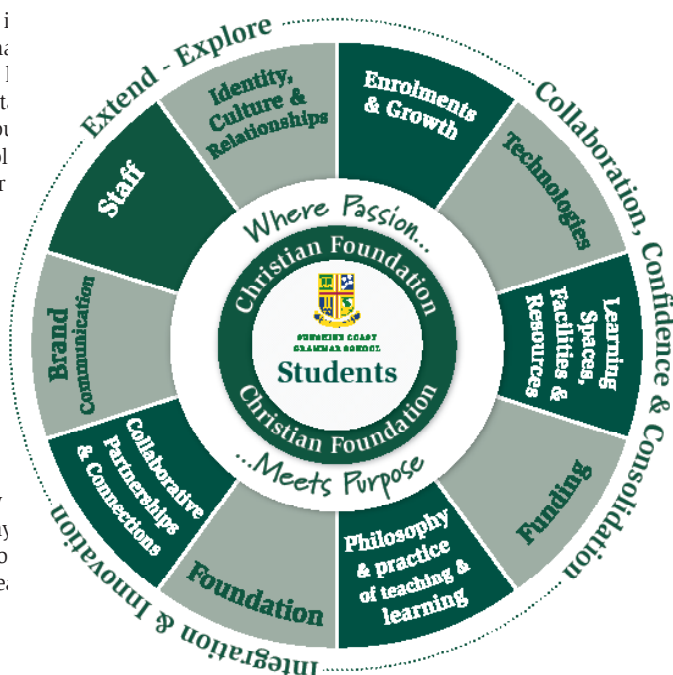 Extend - Explore
Collaboration, Confidence & Consolidation
Integration & Innovation
Identity,
Culture &
Relationships
Enrolments
& Growth
Technologies
Learning
Spaces,
Facilities &
Resources
Funding
Philosophy
& practice
of teaching &
learning
Foundation
Collaborative
Partnerships
& Connections
Brand
Communication
Staff
Where Passion...
Christian Foundation
SUNSHINE COAST
GRAMMAR SCHOOL
Students
Christian Foundation
...Meets Purpose